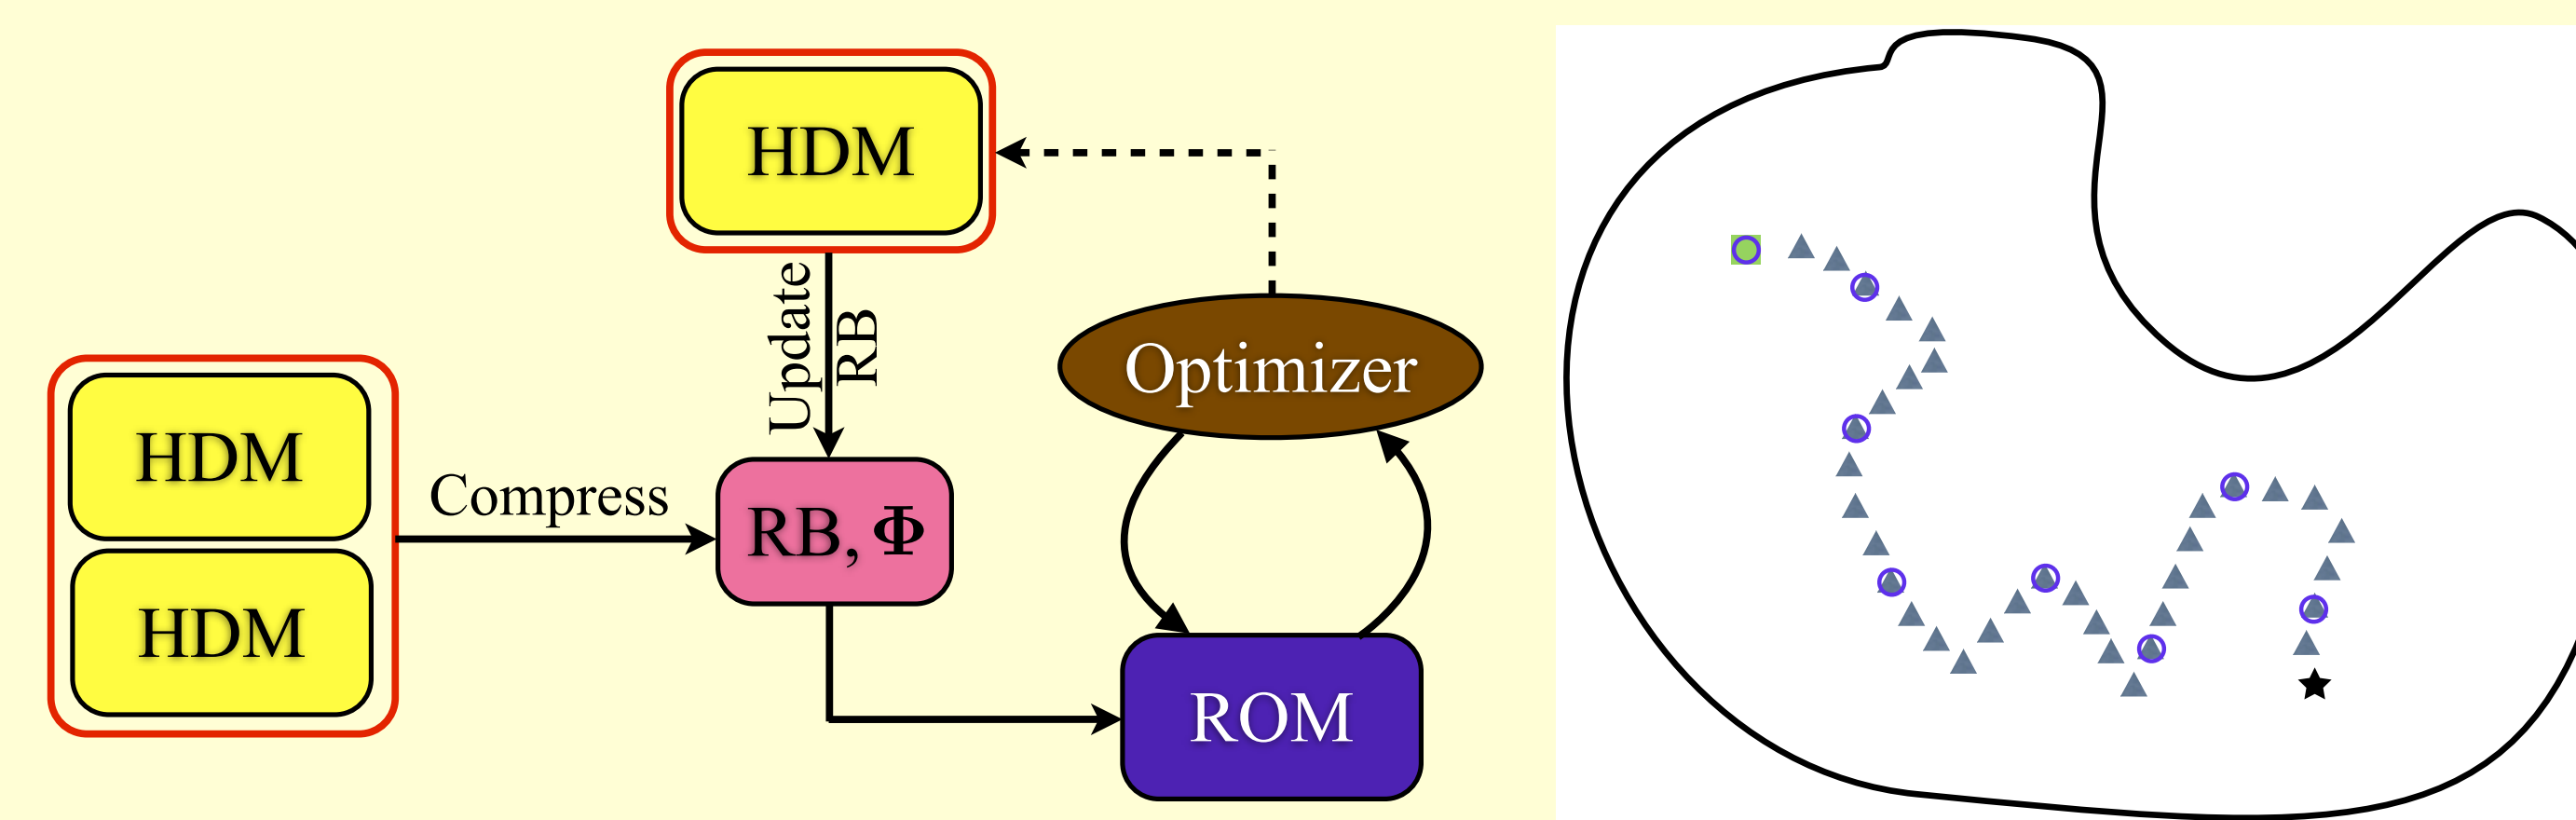 HDM
Update
RB
Optimizer
HDM
HDM
Compress
RB, Φ
ROM